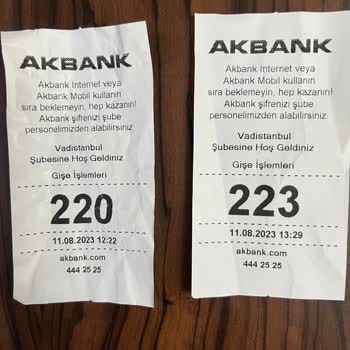 AKBANK
Akbank Internet veya
Akbank Mobil kullanın
sıra beklemeyin, hep kazanın!
Akbank şifrenizi şube
personelimizden alabilirsiniz
Vadistanbul
Şubesine Hoş Geldiniz
Gişe İşlemleri
220
11.08.2023 12:22
akbank.com
444 25 25
AKBANK
Akbank Internet veya
Akbank Mobil kullanın
sıra beklemeyin, hep kazanın!
Akbank şifrenizi şube
personelimizden alabilirsiniz.
Vadistanbul
Şubesine Hoş Geldiniz
Gişe İşlemleri
223
11.08.2023 13:29
akbank.com
444 25 25